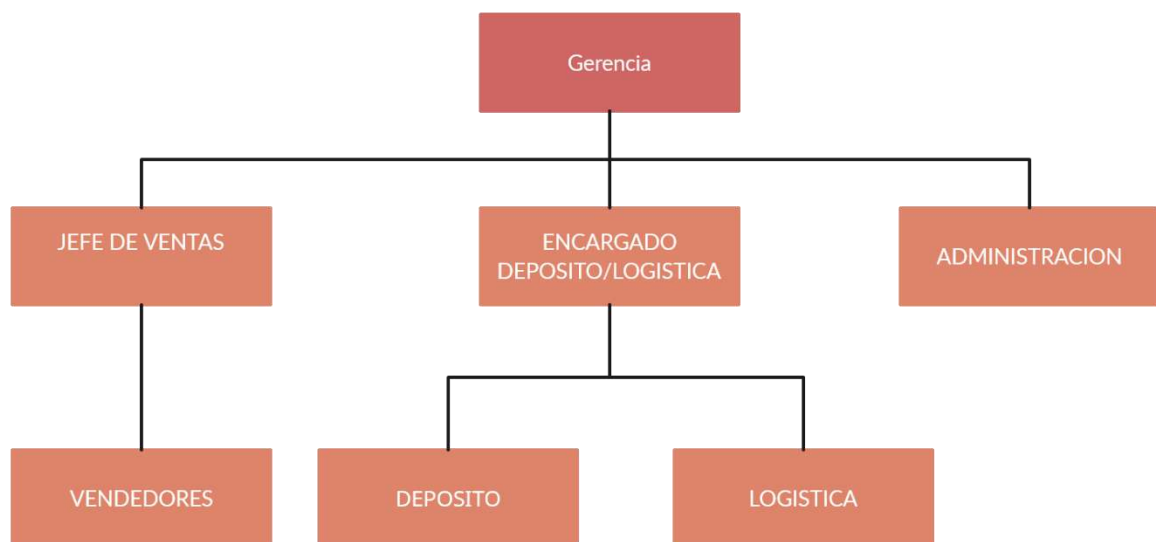 Gerencia
JEFE DE VENTAS
ENCARGADO
DEPOSITO/LOGISTICA
ADMINISTRACION
VENDEDORES
DEPOSITO
LOGISTICA